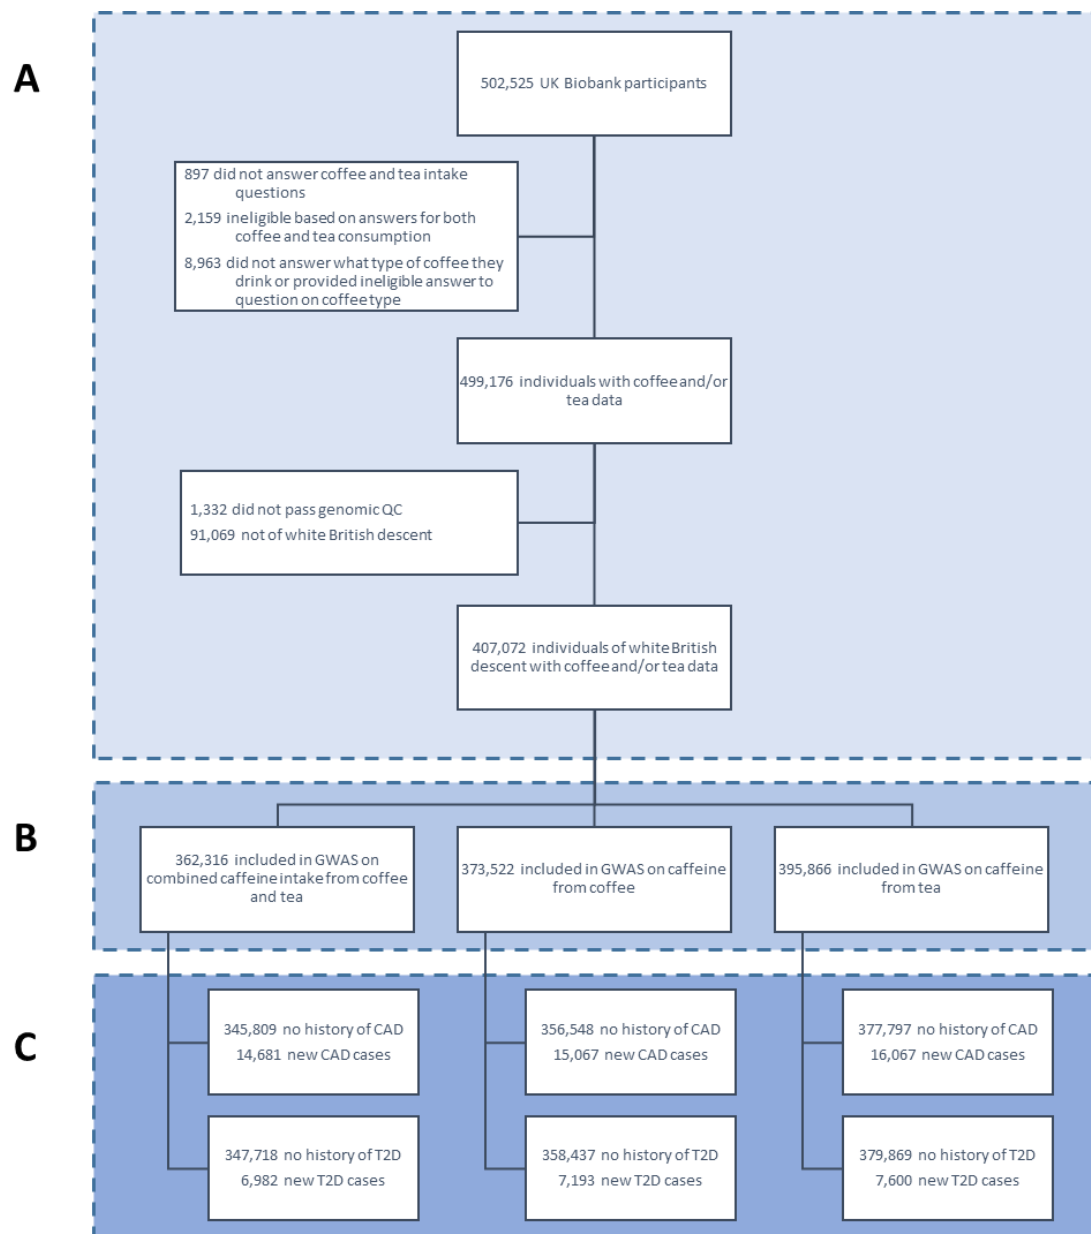 A
502,525 UK Biobank participants
897 did not answer coffee and tea intake
questions
2,159 ineligible based on answers for both
coffee and tea consumption
8,963 did not answer what type of coffee they
drink or provided ineligible answer to
question on coffee type
499,176 individuals with coffee and/or
tea data
1,332 did not pass genomic QC
91,069 not of white British descent
407,072 individuals of white British
descent with coffee and/or tea data
B
362,316 included in GWAS on
combined caffeine intake from coffee
and tea
373,522 included in GWAS on caffeine
from coffee
395,866 included in GWAS on caffeine
from tea
C
345,809 no history of CAD
14,681 new CAD cases
356,548 no history of CAD
15,067 new CAD cases
377,797 no history of CAD
16,067 new CAD cases
347,718 no history of T2D
6,982 new T2D cases
358,437 no history of T2D
7,193 new T2D cases
379,869 no history of T2D
7,600 new T2D cases